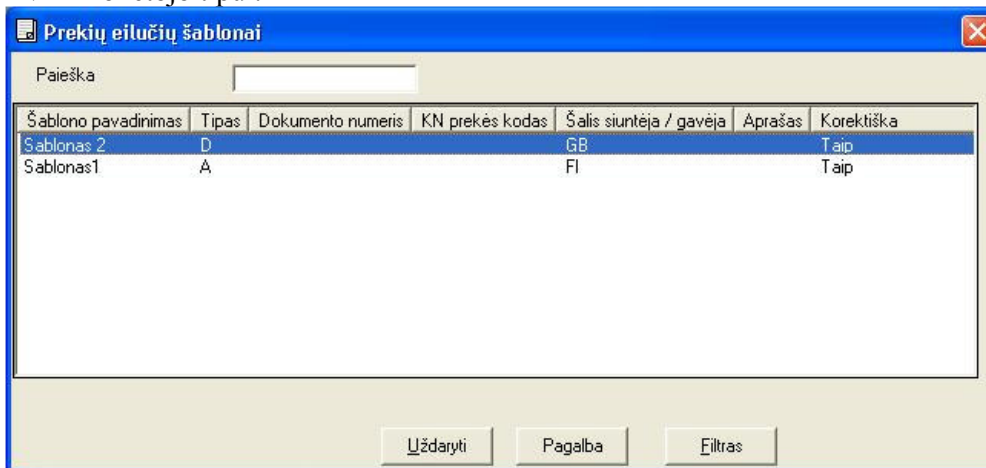 Prekių eilučių šablonai
Paieška
Šablono pavadinimas Tipas Dokumento numeris KN prekės kodas Šalis siuntėja / gavėja Aprašas Korektiška
Sablonas 2 D GB Taip
Sablonas1 A FI Taip
Uždaryti Pagalba Filtras